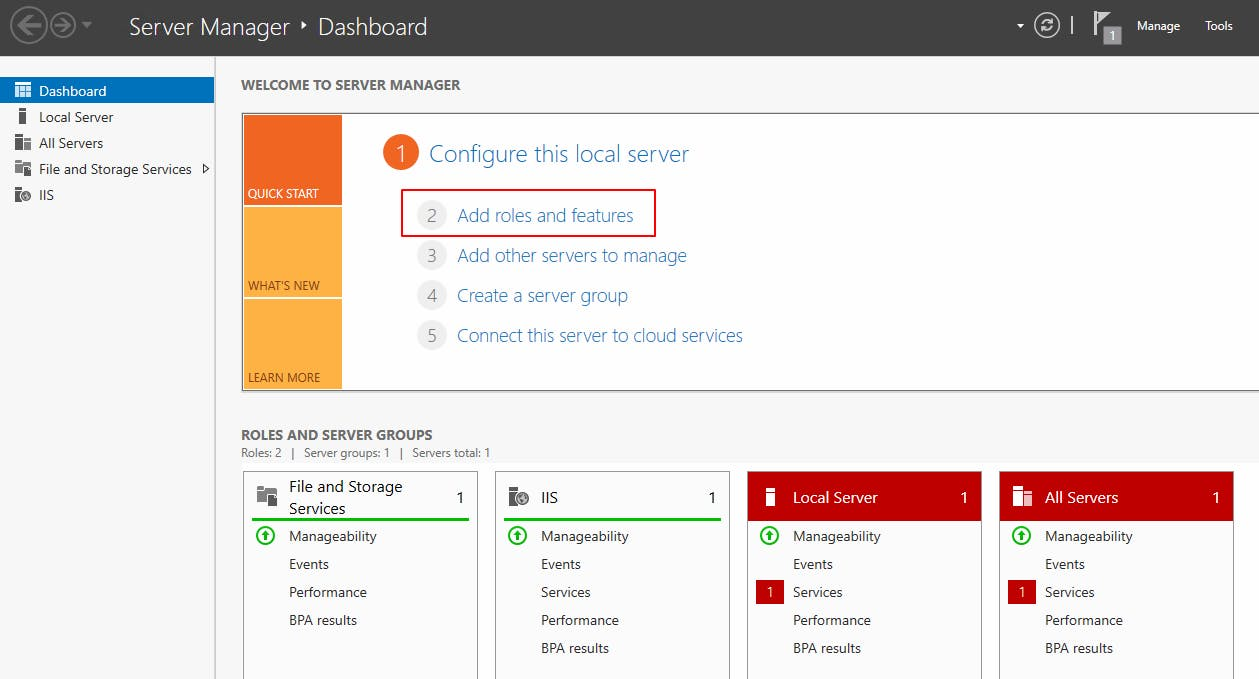 Server Manager ‣ Dashboard
1
Manage
Tools
Dashboard
Local Server
All Servers
File and Storage Services
IIS
WELCOME TO SERVER MANAGER
QUICK START
WHAT'S NEW
LEARN MORE
1 Configure this local server
2 Add roles and features
3 Add other servers to manage
4 Create a server group
5 Connect this server to cloud services
ROLES AND SERVER GROUPS
Roles: 2 | Server groups: 1 | Servers total: 1
File and Storage
Services
1
Manageability
Events
Performance
BPA results
IIS 1
Manageability
Events
Services
Performance
BPA results
Local Server 1
Manageability
Events
1 Services
Performance
BPA results
All Servers 1
Manageability
Events
1 Services
Performance
BPA results